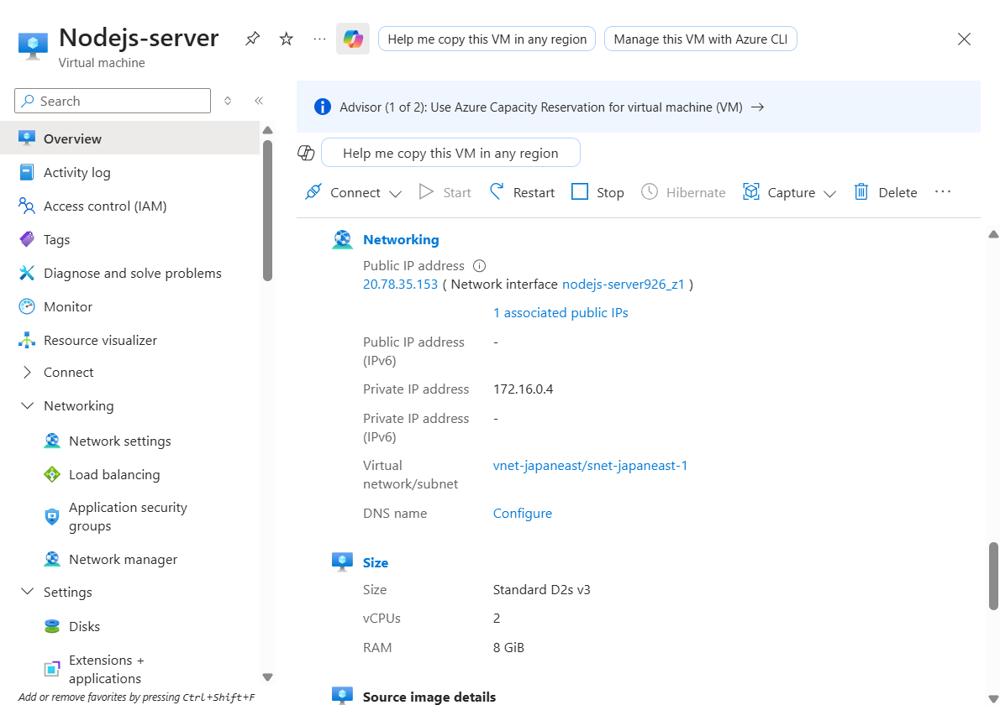 Nodejs-server
Virtual machine
Help me copy this VM in any region
Manage this VM with Azure CLI
Search
Overview
Activity log
Access control (IAM)
Tags
Diagnose and solve problems
Monitor
Resource visualizer
Connect
Networking
Network settings
Load balancing
Application security
groups
Network manager
Settings
Disks
Extensions +
applications
Add or remove favorites by pressing Ctrl+Shift+F
Advisor (1 of 2): Use Azure Capacity Reservation for virtual machine (VM) →
Help me copy this VM in any region
Connect
Start
Restart
Stop
Hibernate
Capture
Delete
Networking
Public IP address
20.78.35.153 ( Network interface nodejs-server926_z1 )
1 associated public IPs
Public IP address -
(IPv6)
Private IP address 172.16.0.4
Private IP address -
(IPv6)
Virtual vnet-japaneast/snet-japaneast-1
network/subnet
DNS name Configure
Size
Size Standard D2s v3
vCPUs 2
RAM 8 GiB
Source image details